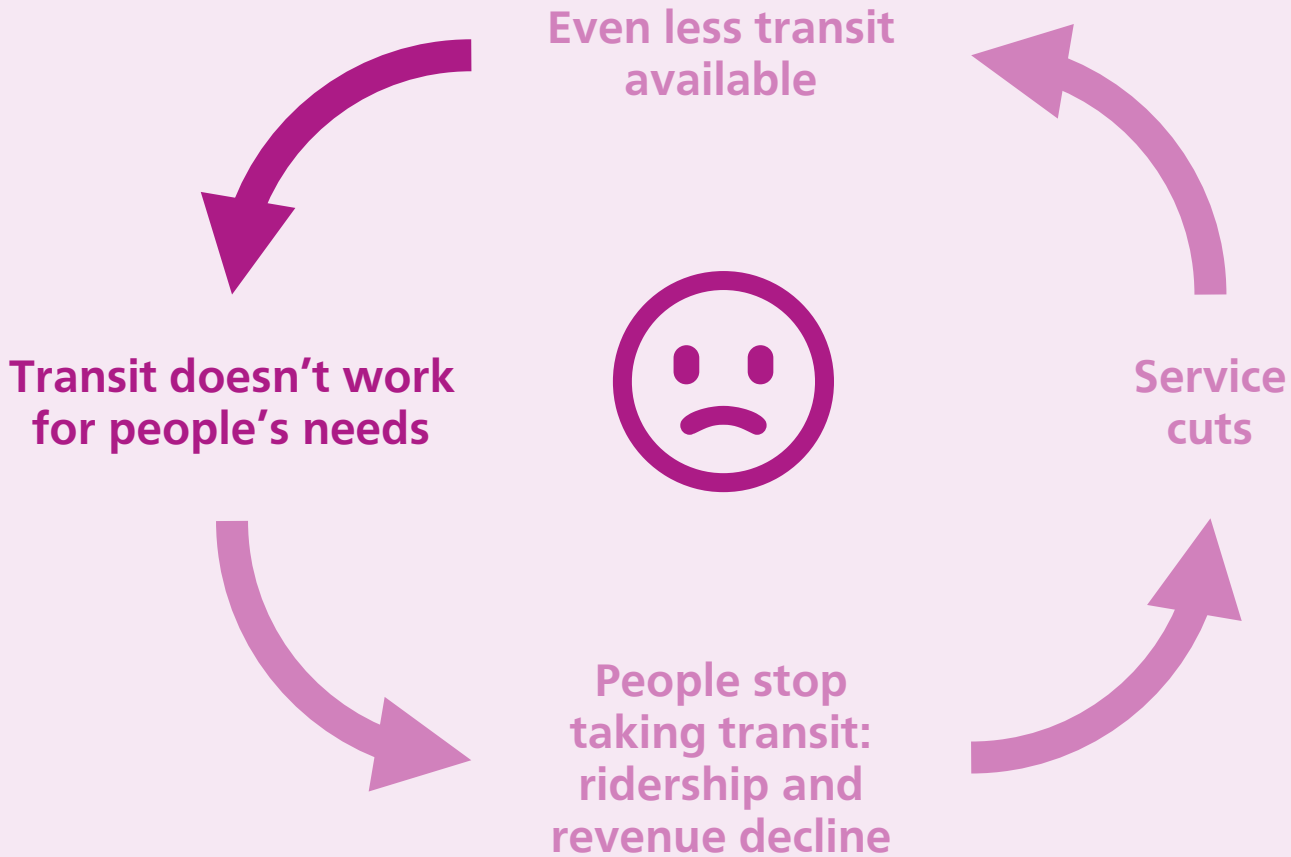 Even less transit
available
Transit doesn’t work
for people’s needs
Service
cuts
People stop
taking transit:
ridership and
revenue decline